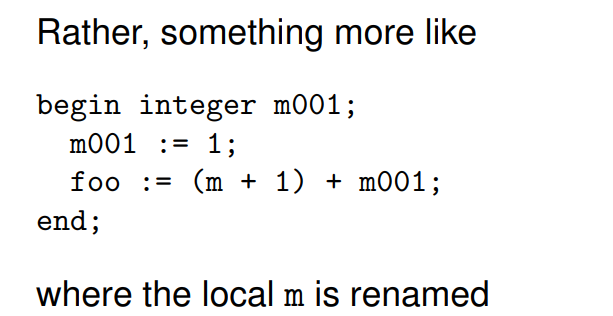 Rather, something more like
begin integer m001;
  m001 := 1;
  foo := (m + 1) + m001;
end;
where the local m is renamed